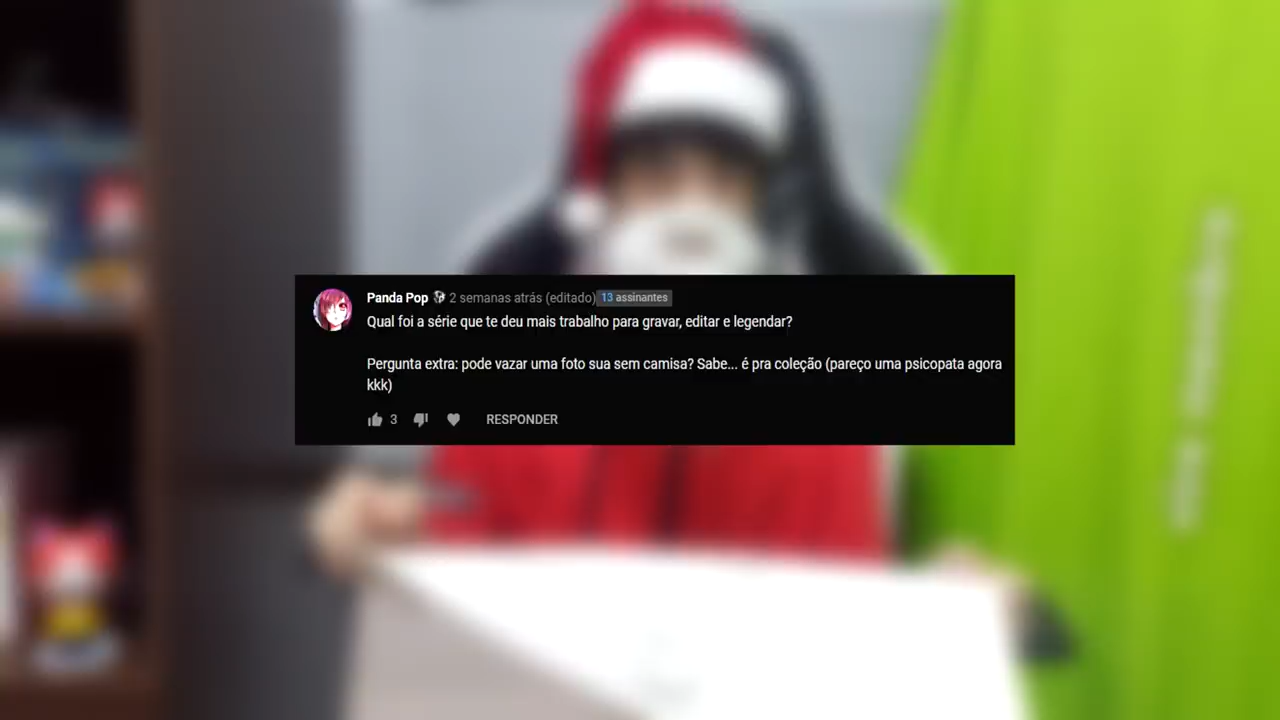 Panda Pop 2 semanas atrás (editado) 13 assinantes
Qual foi a série que te deu mais trabalho para gravar, editar e legendar?
Pergunta extra: pode vazar uma foto sua sem camisa? Sabe... é pra coleção (pareço uma psicopata agora
kkk)
3 RESPONDER